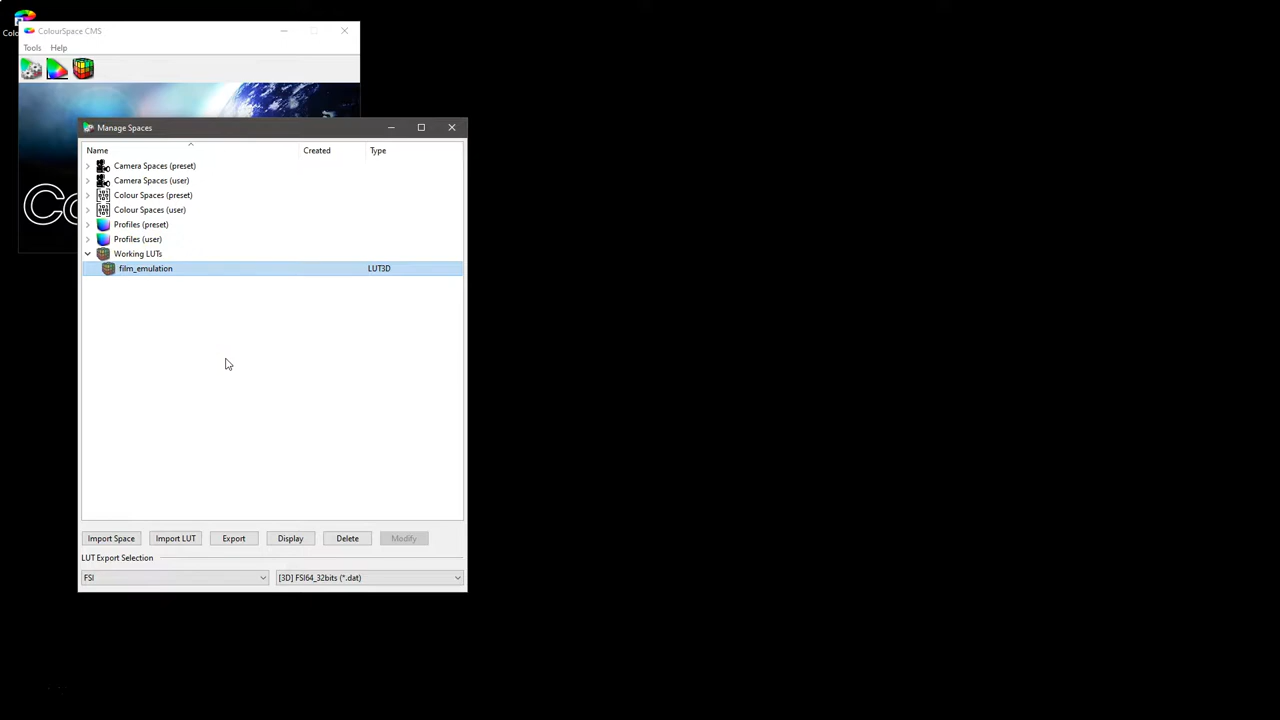 ColourSpace CMS
Tools Help
Manage Spaces
Name Created Type
Camera Spaces (preset)
Camera Spaces (user)
Colour Spaces (preset)
Colour Spaces (user)
Profiles (preset)
Profiles (user)
Working LUTs
film_emulation LUT3D
Import Space Import LUT Export Display Delete Modify
LUT Export Selection
FSI [3D] FSI64_32bits (*.dat)